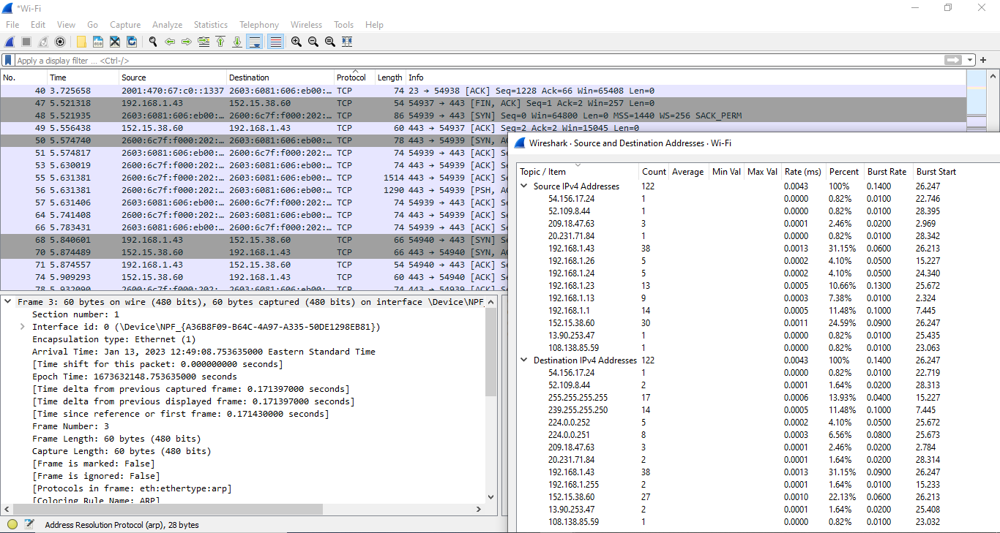 *Wi-Fi
File Edit View Go Capture Analyze Statistics Telephony Wireless Tools Help
Apply a display filter ... <Ctrl-/>
No. Time Source Destination Protocol Length Info
40 3.725658 2001:470:67:c0::1337 2603:6081:606:eb00:… TCP 74 23 → 54938 [ACK] Seq=1228 Ack=66 Win=65408 Len=0
47 5.521318 192.168.1.43 152.15.38.60 TCP 54 54937 → 443 [FIN, ACK] Seq=1 Ack=2 Win=257 Len=0
48 5.521935 2603:6081:606:eb00:… 2600:6c7f:f000:202:… TCP 86 54939 → 443 [SYN] Seq=0 Win=64800 Len=0 MSS=1440 WS=256 SACK_PERM
49 5.556438 152.15.38.60 192.168.1.43 TCP 60 443 → 54937 [ACK] Seq=2 Ack=2 Win=15045 Len=0
50 5.574740 2600:6c7f:f000:202:… 2603:6081:606:eb00:… TCP 78 443 → 54939 [SYN, A
51 5.574817 2603:6081:606:eb00:… 2600:6c7f:f000:202:… TCP 74 54939 → 443 [ACK] S
53 5.630019 2600:6c7f:f000:202:… 2603:6081:606:eb00:… TCP 74 443 → 54939 [ACK] S
55 5.631381 2600:6c7f:f000:202:… 2603:6081:606:eb00:… TCP 1514 443 → 54939 [ACK] S
56 5.631381 2600:6c7f:f000:202:… 2603:6081:606:eb00:… TCP 1290 443 → 54939 [PSH, A
57 5.631406 2603:6081:606:eb00:… 2600:6c7f:f000:202:… TCP 74 54939 → 443 [ACK] S
64 5.741408 2600:6c7f:f000:202:… 2603:6081:606:eb00:… TCP 74 443 → 54939 [ACK] S
66 5.783431 2603:6081:606:eb00:… 2600:6c7f:f000:202:… TCP 74 54939 → 443 [ACK] S
68 5.840601 192.168.1.43 152.15.38.60 TCP 66 54940 → 443 [SYN] S
70 5.874489 152.15.38.60 192.168.1.43 TCP 66 443 → 54940 [SYN, A
71 5.874557 192.168.1.43 152.15.38.60 TCP 54 54940 → 443 [ACK] S
74 5.909293 152.15.38.60 192.168.1.43 TCP 60 443 → 54940 [ACK] S
78 5.932090 2600:6c7f:f000:202:… 2603:6081:606:eb00:… TCP 74 443 → 54939 [ACK] S
Frame 3: 60 bytes on wire (480 bits), 60 bytes captured (480 bits) on interface \Device\NPF_
Section number: 1
Interface id: 0 (\Device\NPF_{A36B8F09-B64C-4A97-A335-50DE1298EB81})
Encapsulation type: Ethernet (1)
Arrival Time: Jan 13, 2023 12:49:08.753635000 Eastern Standard Time
[Time shift for this packet: 0.000000000 seconds]
Epoch Time: 1673632148.753635000 seconds
[Time delta from previous captured frame: 0.171397000 seconds]
[Time delta from previous displayed frame: 0.171397000 seconds]
[Time since reference or first frame: 0.171430000 seconds]
Frame Number: 3
Frame Length: 60 bytes (480 bits)
Capture Length: 60 bytes (480 bits)
[Frame is marked: False]
[Frame is ignored: False]
[Protocols in frame: eth:ethertype:arp]
[Coloring Rule Name: ARP]
Address Resolution Protocol (arp), 28 bytes
Wireshark · Source and Destination Addresses · Wi-Fi
Topic / Item Count Average Min Val Max Val Rate (ms) Percent Burst Rate Burst Start
Source IPv4 Addresses 122 0.0043 100% 0.1400 26.247
54.156.17.24 1 0.0000 0.82% 0.0100 22.746
52.109.8.44 1 0.0000 0.82% 0.0100 28.395
209.18.47.63 3 0.0001 2.46% 0.0200 2.969
20.231.71.84 1 0.0000 0.82% 0.0100 28.342
192.168.1.43 38 0.0013 31.15% 0.0600 26.213
192.168.1.26 5 0.0002 4.10% 0.0500 15.227
192.168.1.24 5 0.0002 4.10% 0.0500 24.340
192.168.1.23 13 0.0005 10.66% 0.1300 25.672
192.168.1.13 9 0.0003 7.38% 0.0100 2.324
192.168.1.1 14 0.0005 11.48% 0.1000 7.445
152.15.38.60 30 0.0011 24.59% 0.0900 26.247
13.90.253.47 1 0.0000 0.82% 0.0100 25.435
108.138.85.59 1 0.0000 0.82% 0.0100 23.063
Destination IPv4 Addresses 122 0.0043 100% 0.1400 26.247
54.156.17.24 1 0.0000 0.82% 0.0100 22.719
52.109.8.44 2 0.0001 1.64% 0.0200 28.313
255.255.255.255 17 0.0006 13.93% 0.0400 15.227
239.255.255.250 14 0.0005 11.48% 0.1000 7.445
224.0.0.252 5 0.0002 4.10% 0.0500 25.672
224.0.0.251 8 0.0003 6.56% 0.0800 25.673
209.18.47.63 3 0.0001 2.46% 0.0200 2.784
20.231.71.84 2 0.0001 1.64% 0.0200 28.314
192.168.1.43 38 0.0013 31.15% 0.0900 26.247
192.168.1.255 2 0.0001 1.64% 0.0100 15.233
152.15.38.60 27 0.0010 22.13% 0.0600 26.213
13.90.253.47 2 0.0001 1.64% 0.0200 25.408
108.138.85.59 1 0.0000 0.82% 0.0100 23.032